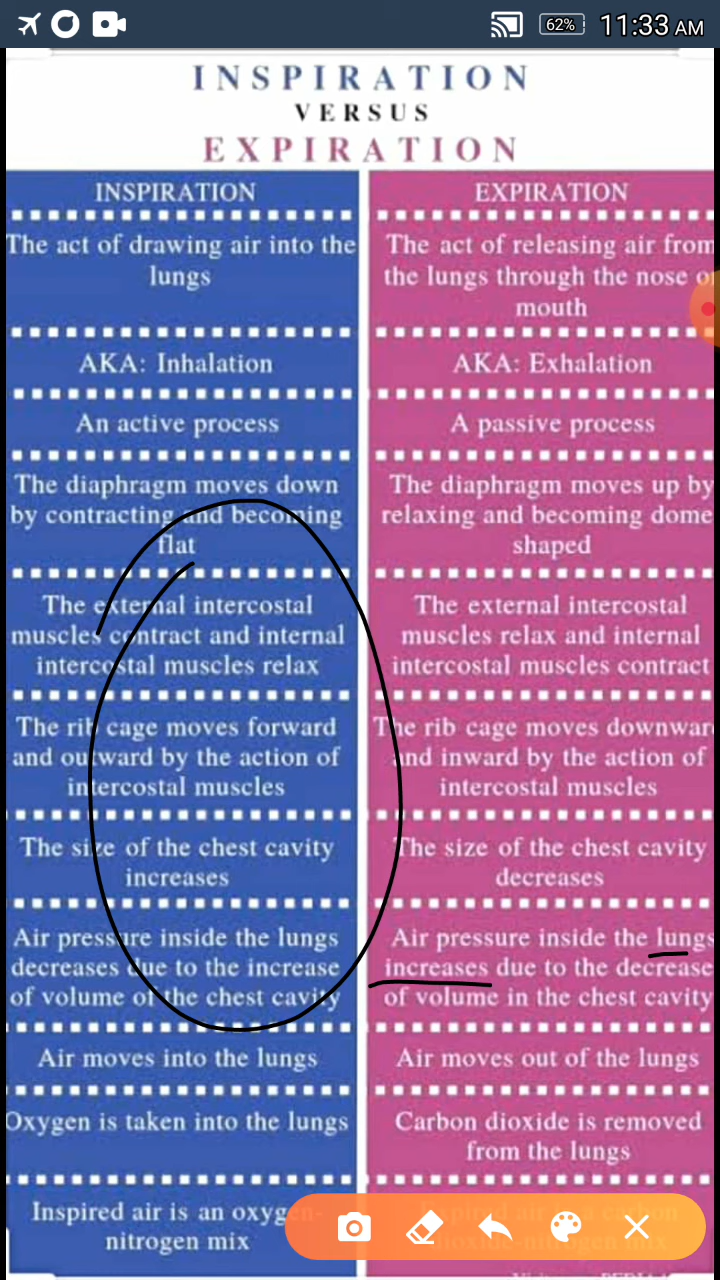 62% 11:33 AM
INSPIRATION
VERSUS
EXPIRATION
INSPIRATION
The act of drawing air into the
lungs
AKA: Inhalation
An active process
The diaphragm moves down
by contracting and becoming
flat
The external intercostal
muscles contract and internal
intercostal muscles relax
The rib cage moves forward
and outward by the action of
intercostal muscles
The size of the chest cavity
increases
Air pressure inside the lungs
decreases due to the increase
of volume of the chest cavity
Air moves into the lungs
Oxygen is taken into the lungs
Inspired air is an oxygen-
nitrogen mix
EXPIRATION
The act of releasing air from
the lungs through the nose or
mouth
AKA: Exhalation
A passive process
The diaphragm moves up by
relaxing and becoming dome
shaped
The external intercostal
muscles relax and internal
intercostal muscles contract
The rib cage moves downward
and inward by the action of
intercostal muscles
The size of the chest cavity
decreases
Air pressure inside the lungs
increases due to the decrease
of volume in the chest cavity
Air moves out of the lungs
Carbon dioxide is removed
from the lungs